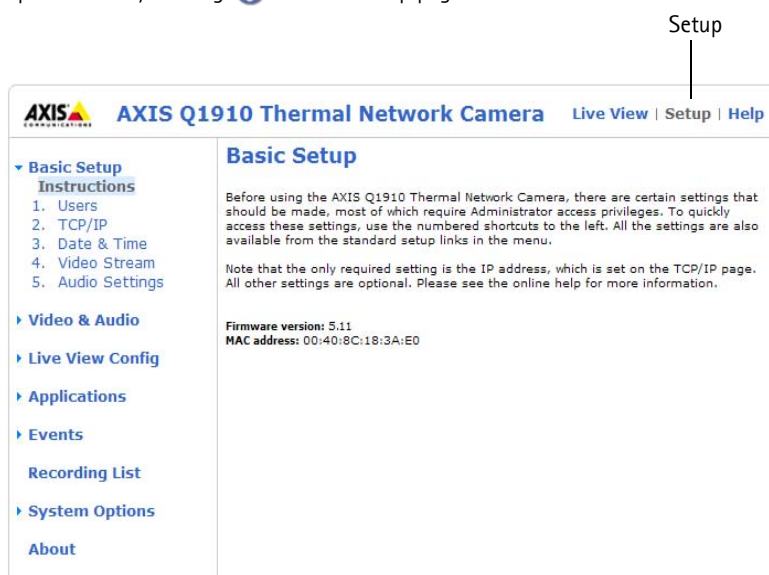 Setup
AXIS
COMMUNICATIONS
AXIS Q1910 Thermal Network Camera
Live View | Setup | Help
Basic Setup
Instructions
1. Users
2. TCP/IP
3. Date & Time
4. Video Stream
5. Audio Settings
Video & Audio
Live View Config
Applications
Events
Recording List
System Options
About
Basic Setup
Before using the AXIS Q1910 Thermal Network Camera, there are certain settings that
should be made, most of which require Administrator access privileges. To quickly
access these settings, use the numbered shortcuts to the left. All the settings are also
available from the standard setup links in the menu.
Note that the only required setting is the IP address, which is set on the TCP/IP page.
All other settings are optional. Please see the online help for more information.
Firmware version: 5.11
MAC address: 00:40:8C:18:3A:E0